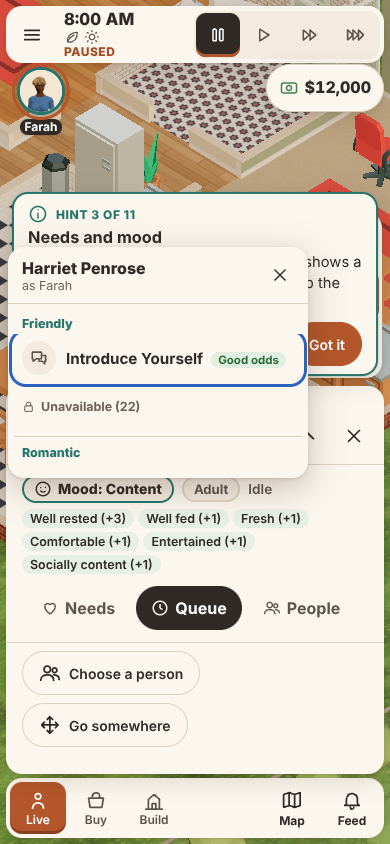 8:00 AM
PAUSED
$12,000
Farah
HINT 3 OF 11
Needs and mood
shows a
o the
Got it
Harriet Penrose
as Farah
Friendly
Introduce Yourself Good odds
Unavailable (22)
Romantic
Mood: Content Adult Idle
Well rested (+3) Well fed (+1) Fresh (+1)
Comfortable (+1) Entertained (+1)
Socially content (+1)
Needs Queue People
Choose a person
Go somewhere
Live Buy Build Map Feed